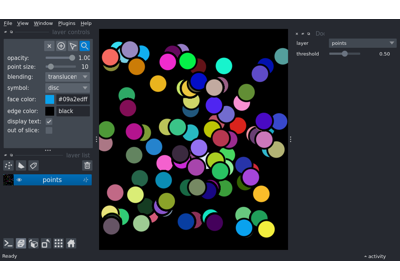 File View Window Plugins Help
layer controls
opacity: 1.00
point size: 10
blending: translucen
symbol: disc
face color: #09a2edff
edge color: black
display text:
out of slice:
layer list
points
Ready
layer points
threshold 0.50
activity